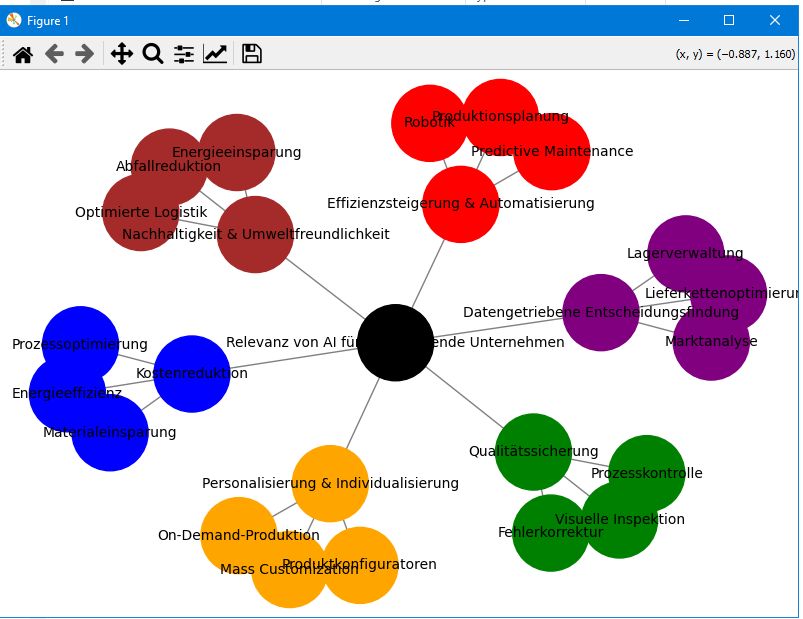 Figure 1
(x, y) = (−0.887, 1.160)
Robotik
Produktionsplanung
Predictive Maintenance
Effizienzsteigerung & Automatisierung
Energieeinsparung
Abfallreduktion
Optimierte Logistik
Nachhaltigkeit & Umweltfreundlichkeit
Lagerverwaltung
Lieferkettenoptimierun
Datengetriebene Entscheidungsfindung
Marktanalyse
Relevanz von AI für ende Unternehmen
Prozessoptimierung
Kostenreduktion
Energieeffizienz
Materialeinsparung
Qualitätssicherung
Prozesskontrolle
Visuelle Inspektion
Fehlerkorrektur
Personalisierung & Individualisierung
On-Demand-Produktion
Produktkonfiguratoren
Mass Customization